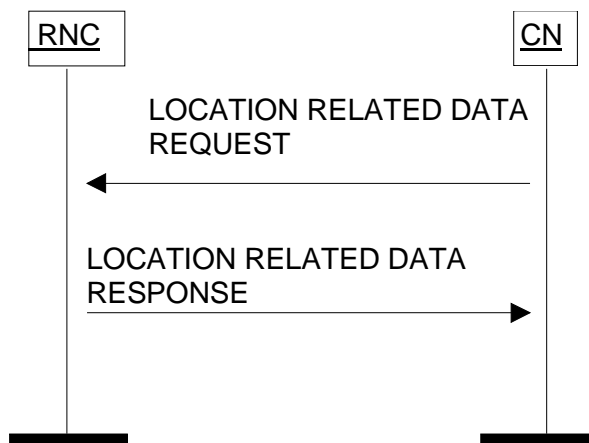 RNC
CN
LOCATION RELATED DATA
REQUEST
LOCATION RELATED DATA
RESPONSE